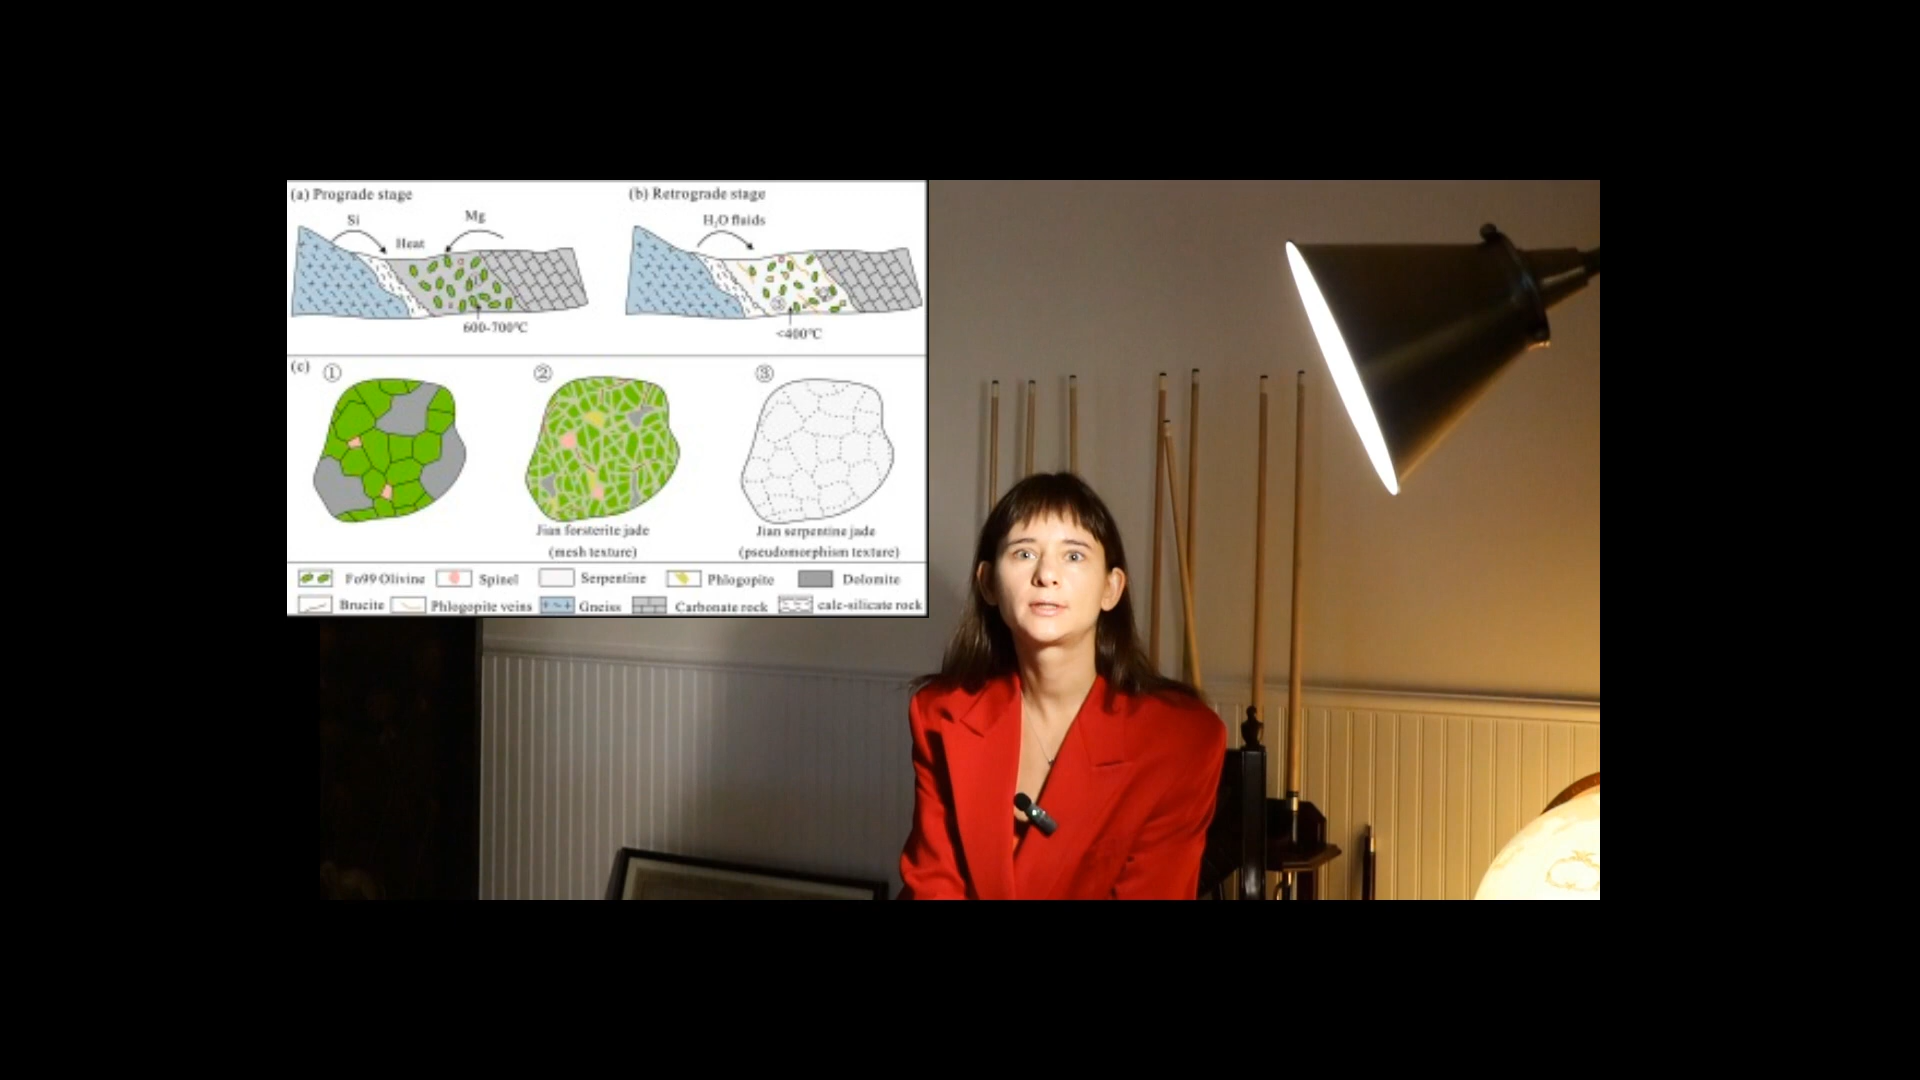 (a) Prograde stage
Si
Mg
Heat
600-700℃
(b) Retrograde stage
H₂O fluids
③
<400℃
(c)
①
②
③
Jian forsterite jade
(mesh texture)
Jian serpentine jade
(pseudomorphism texture)
Fo99 Olivine
Spinel
Serpentine
Phlogopite
Dolomite
Brucite
Phlogopite veins
Gneiss
Carbonate rock
calc-silicate rock